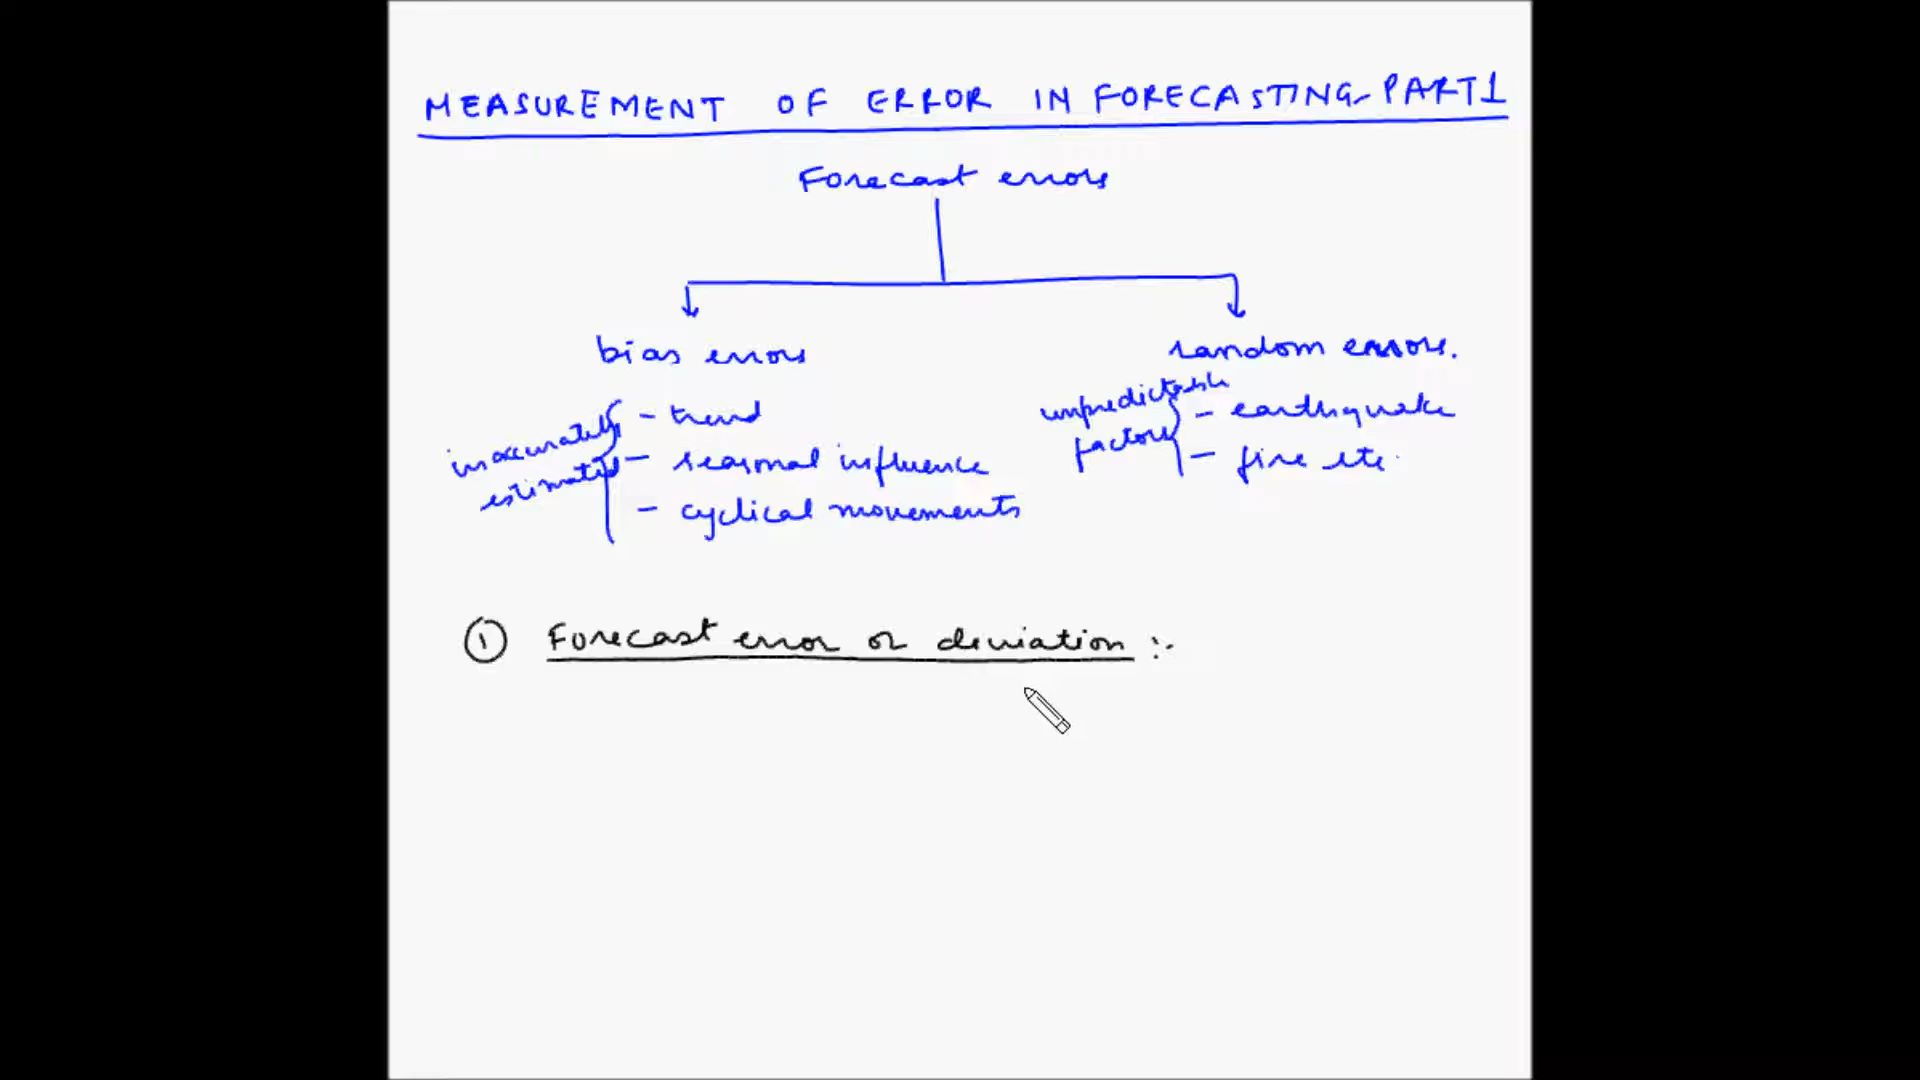 MEASUREMENT OF ERROR IN FORECASTING-PART1
Forecast errors
bias errors
random errors.
inaccurately
estimated
- trend
- seasonal influence
- cyclical movements
unpredictable
factors
- earthquake
- fire etc.
① Forecast error or deviation :-